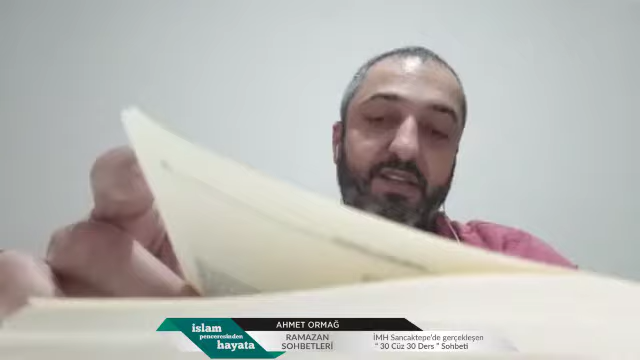 islam
penceresinden
hayata
AHMET ORMAĞ
RAMAZAN
SOHBETLERİ
İMH Sancaktepe'de gerçekleşen
“ 30 Cüz 30 Ders ” Sohbeti